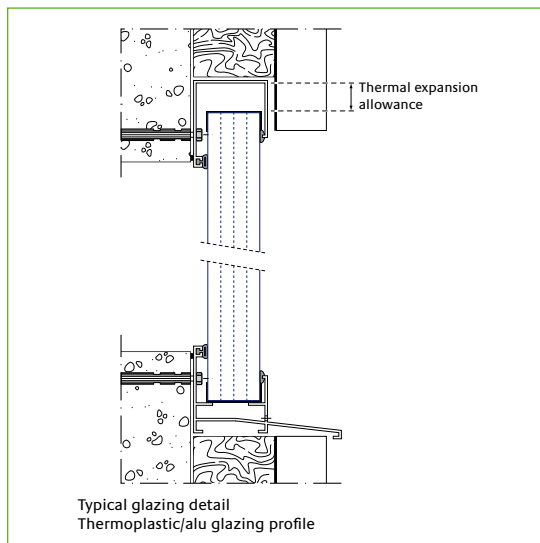 Thermal expansion
allowance
Typical glazing detail
Thermoplastic/alu glazing profile